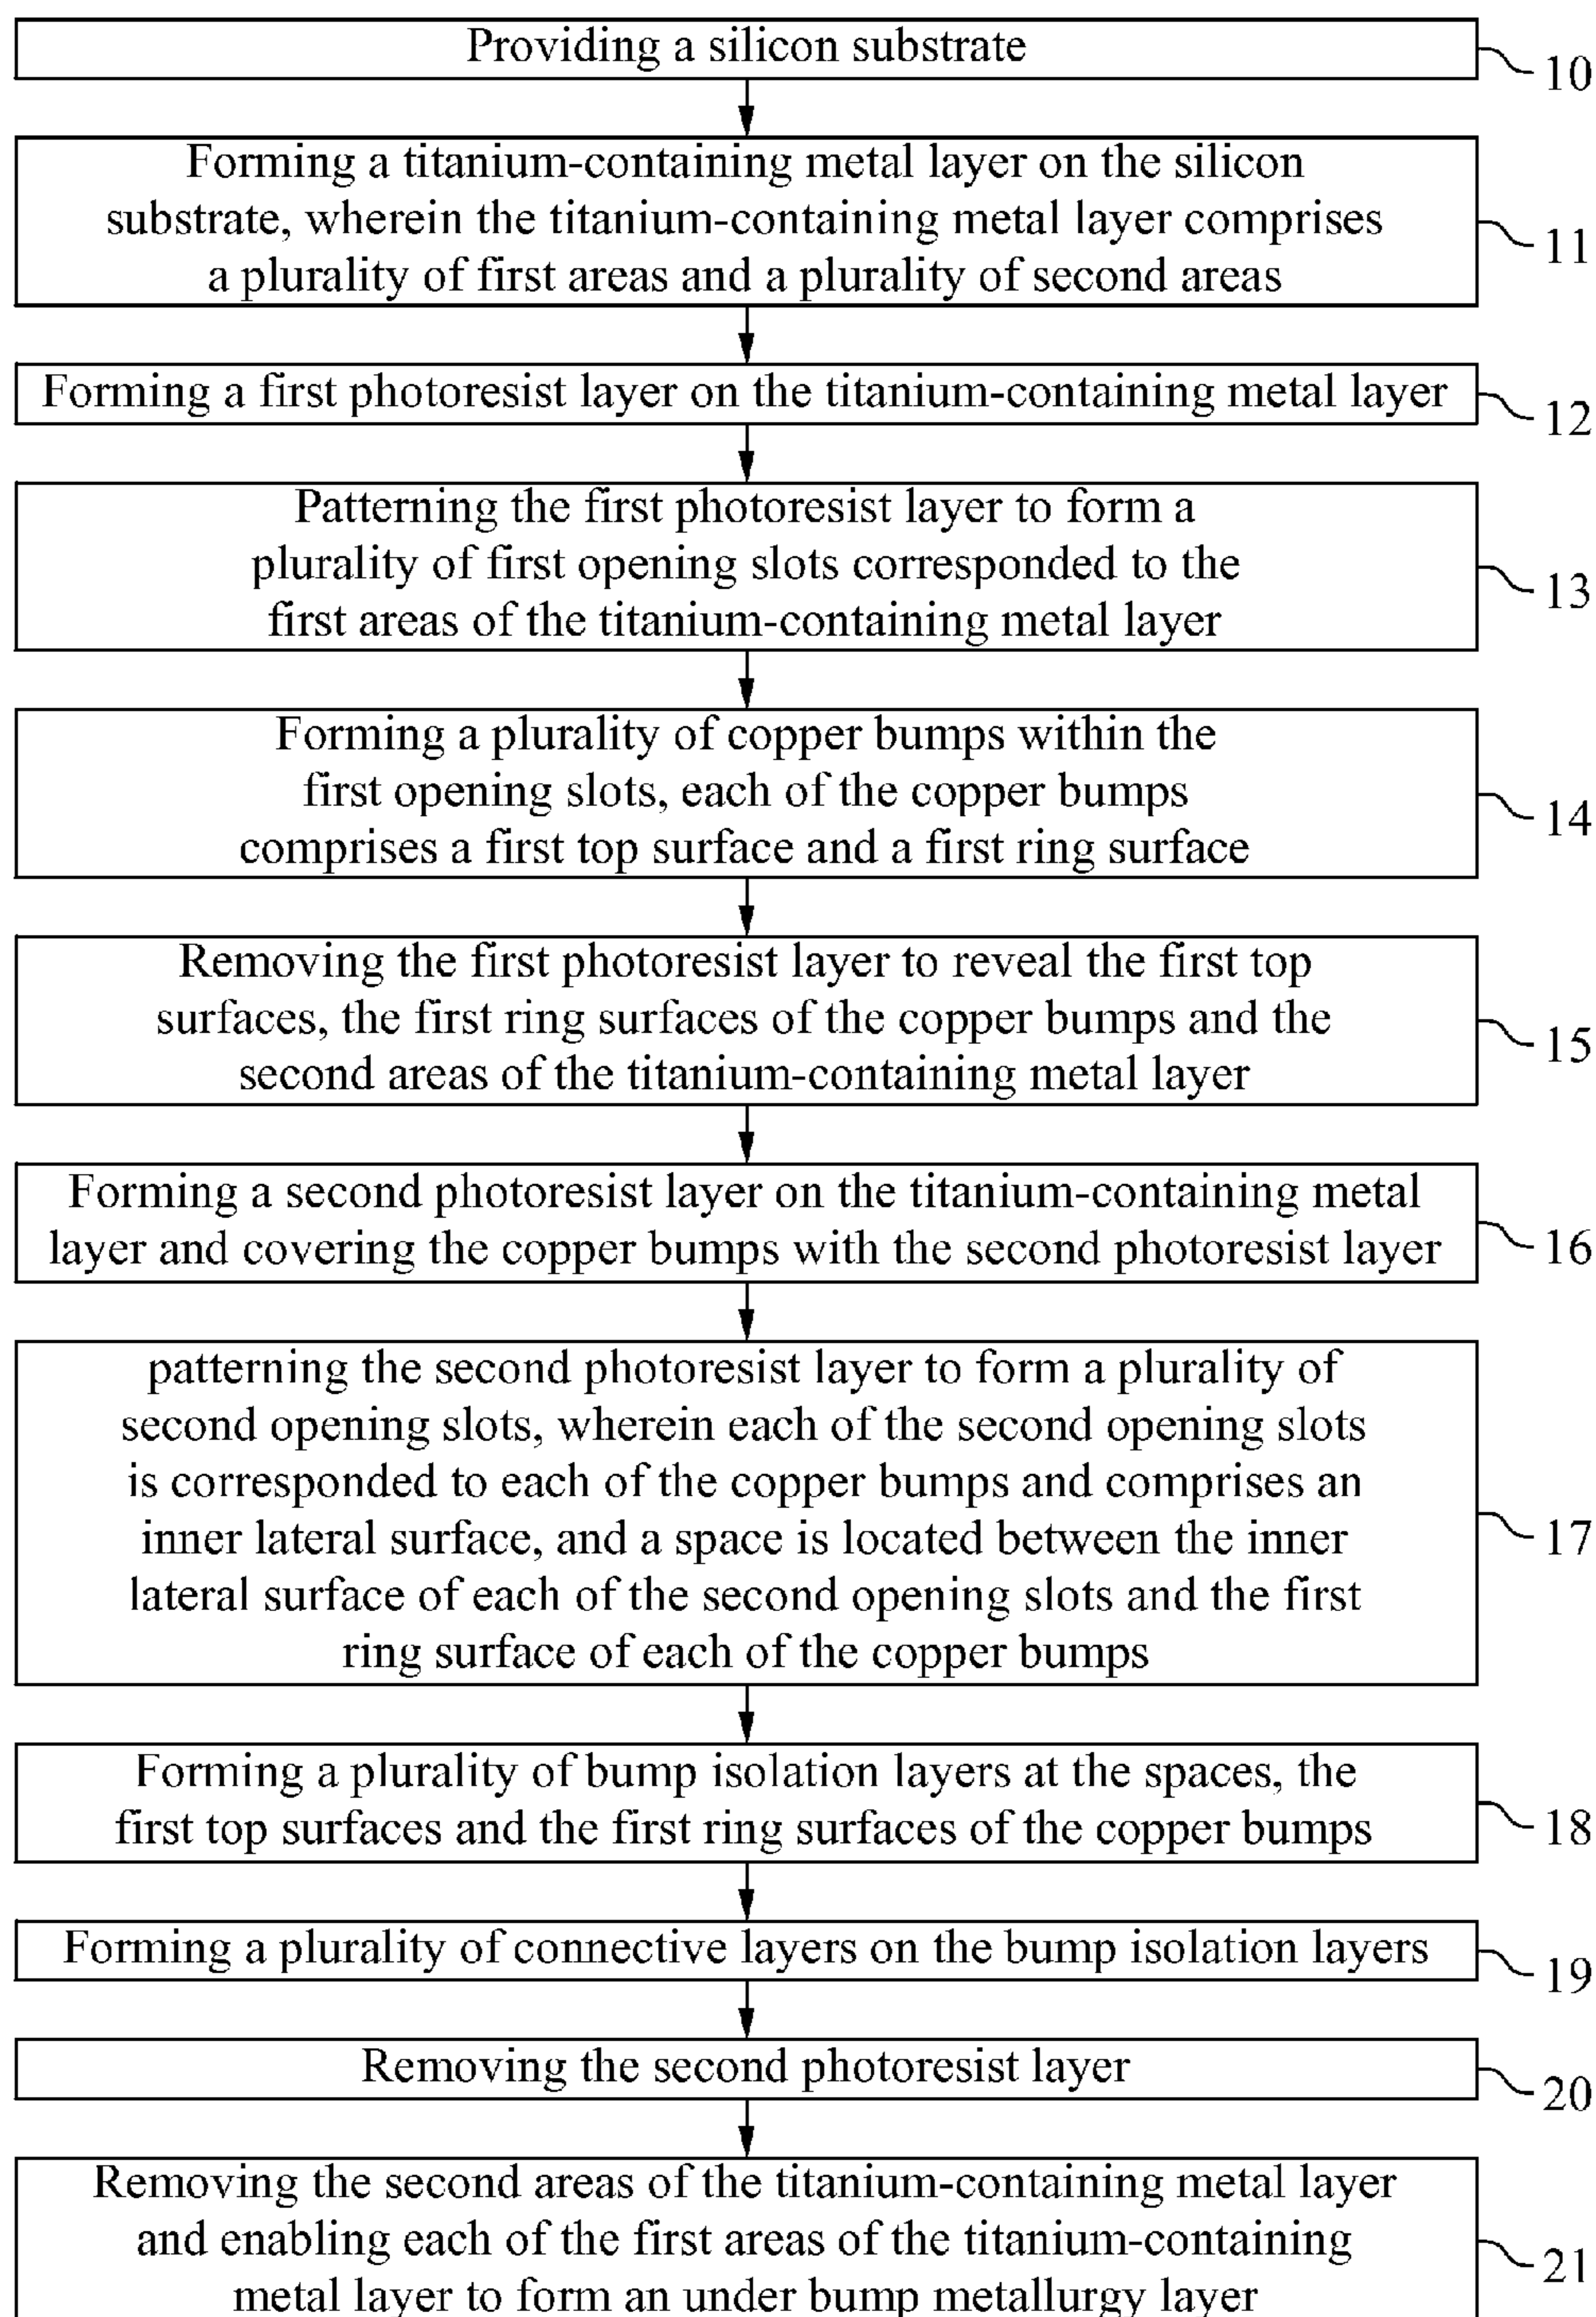 Providing a silicon substrate
10
Forming a titanium-containing metal layer on the silicon
substrate, wherein the titanium-containing metal layer comprises
a plurality of first areas and a plurality of second areas
11
Forming a first photoresist layer on the titanium-containing metal layer
12
Patterning the first photoresist layer to form a
plurality of first opening slots corresponded to the
first areas of the titanium-containing metal layer
13
Forming a plurality of copper bumps within the
first opening slots, each of the copper bumps
comprises a first top surface and a first ring surface
14
Removing the first photoresist layer to reveal the first top
surfaces, the first ring surfaces of the copper bumps and the
second areas of the titanium-containing metal layer
15
Forming a second photoresist layer on the titanium-containing metal
layer and covering the copper bumps with the second photoresist layer
16
patterning the second photoresist layer to form a plurality of
second opening slots, wherein each of the second opening slots
is corresponded to each of the copper bumps and comprises an
inner lateral surface, and a space is located between the inner
lateral surface of each of the second opening slots and the first
ring surface of each of the copper bumps
17
Forming a plurality of bump isolation layers at the spaces, the
first top surfaces and the first ring surfaces of the copper bumps
18
Forming a plurality of connective layers on the bump isolation layers
19
Removing the second photoresist layer
20
Removing the second areas of the titanium-containing metal layer
and enabling each of the first areas of the titanium-containing
metal layer to form an under bump metallurgy layer
21